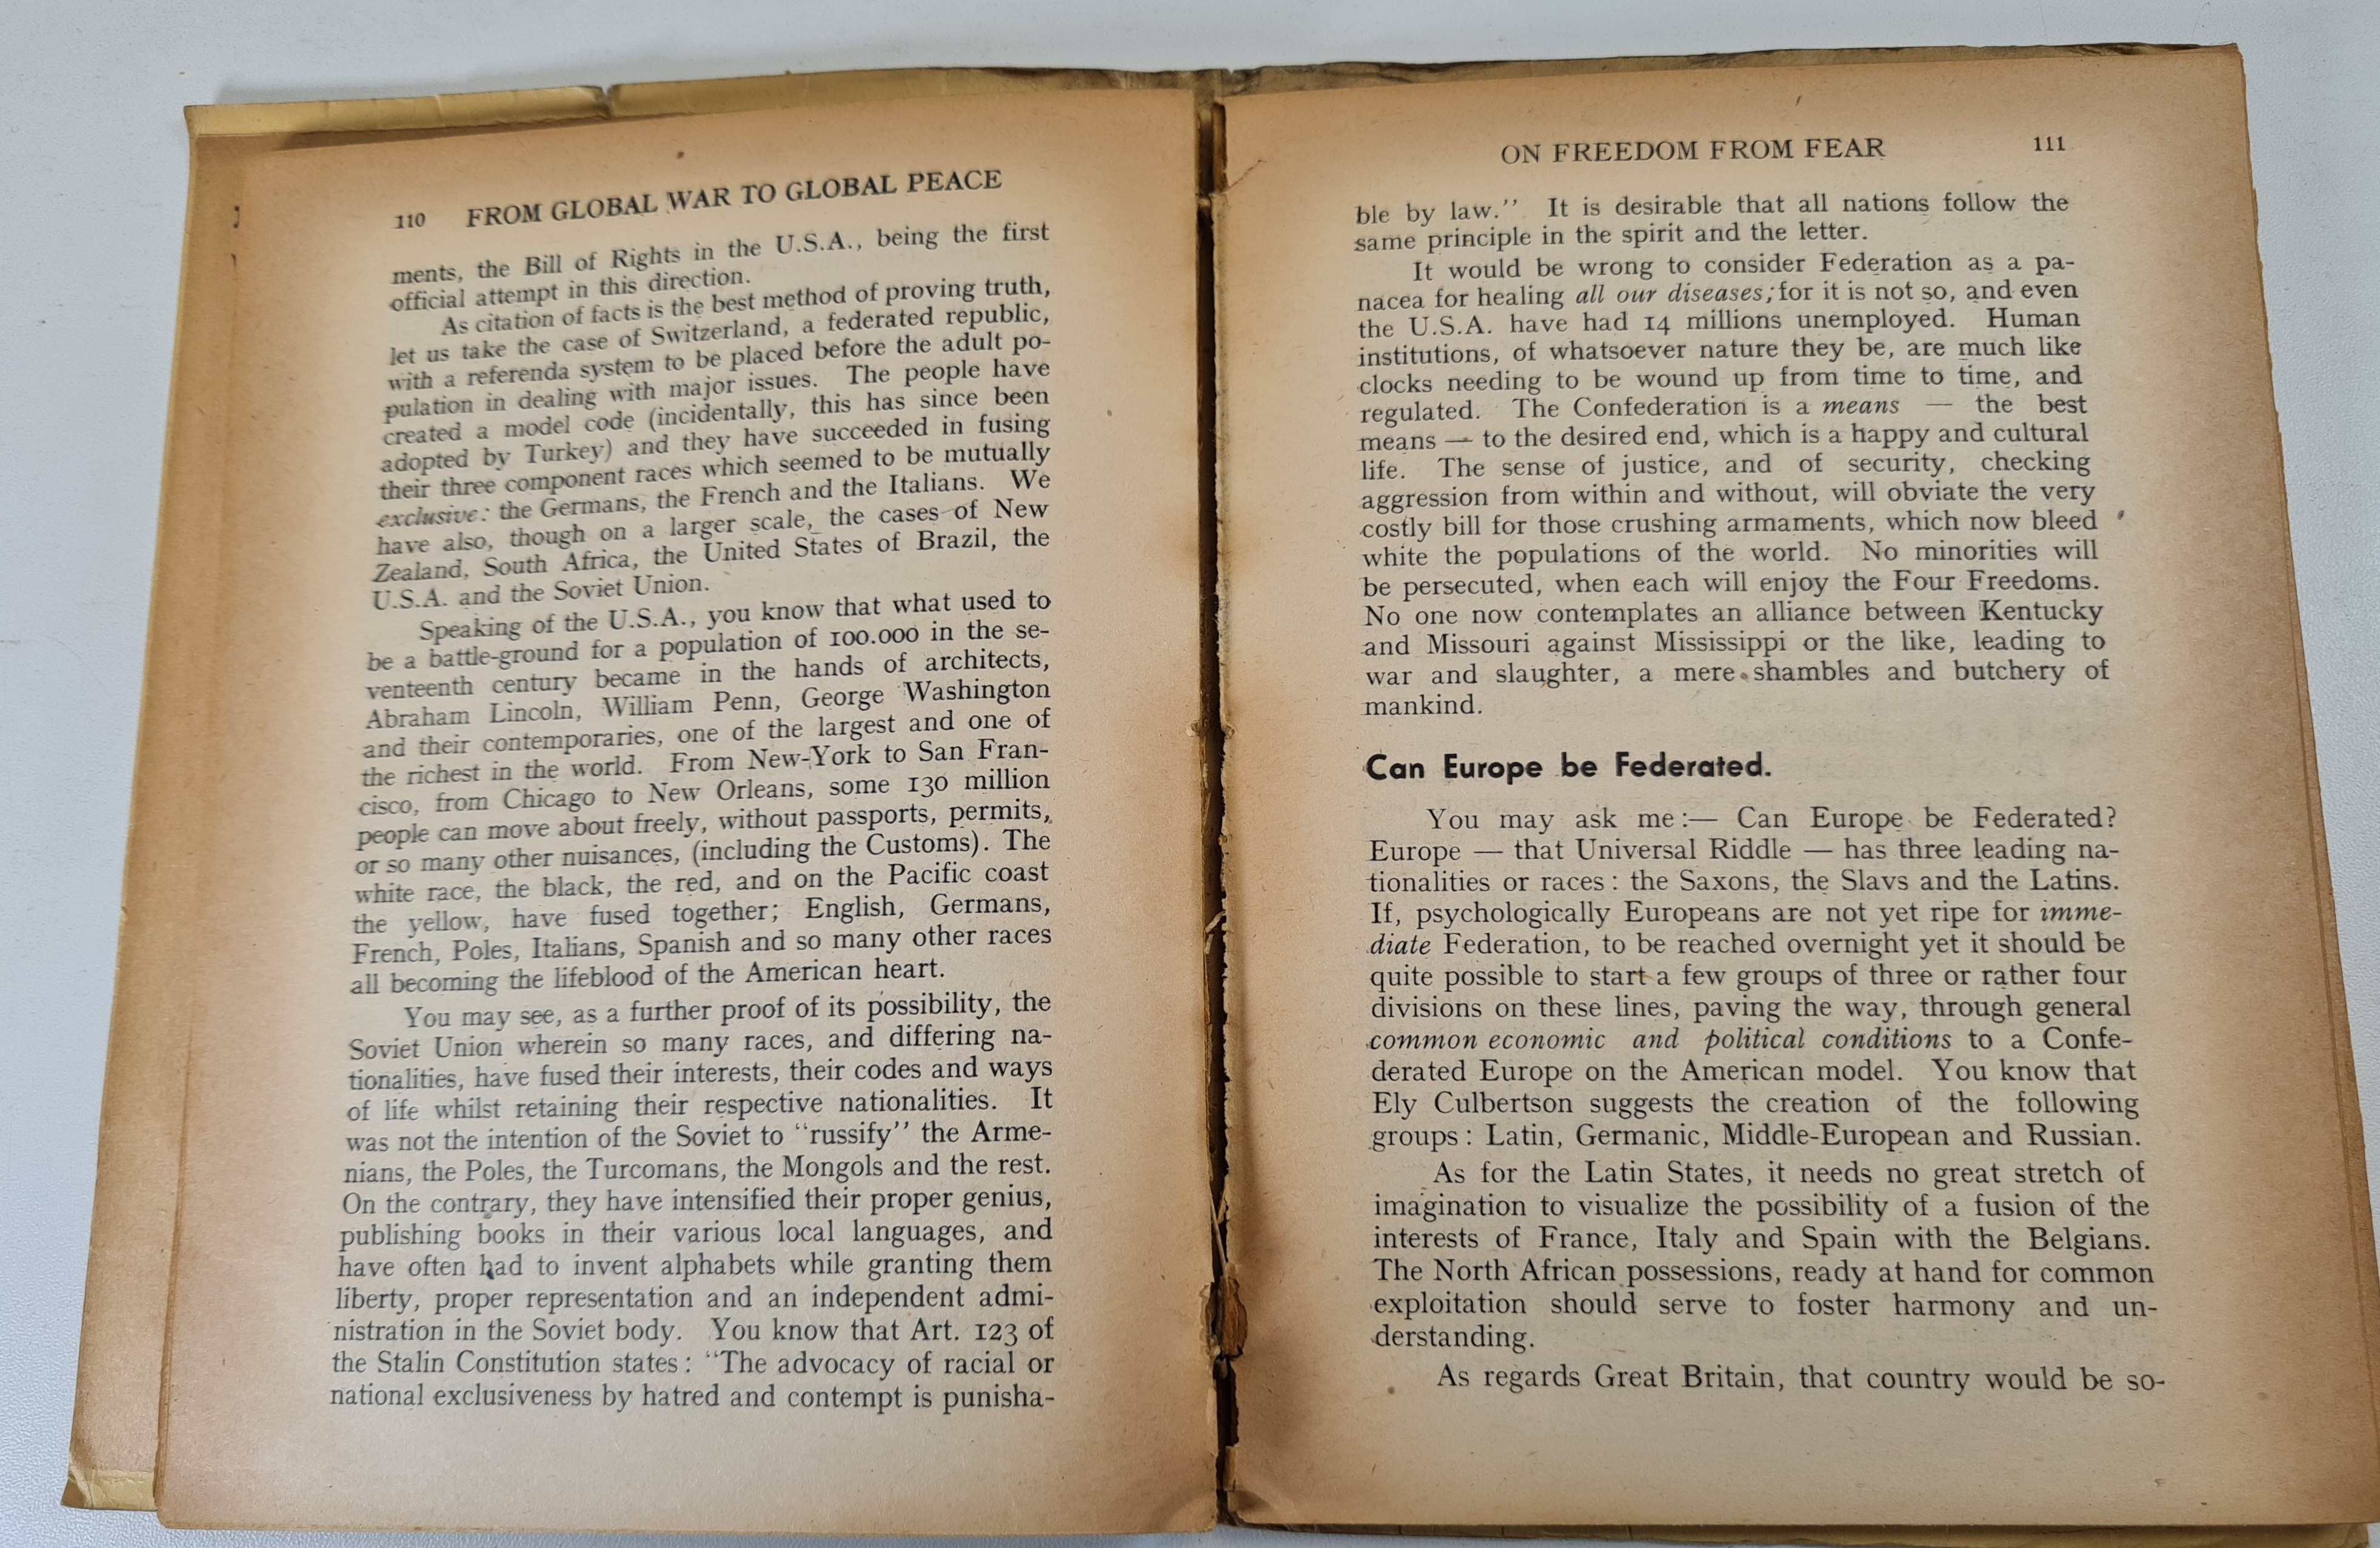 110 FROM GLOBAL WAR TO GLOBAL PEACE
ments, the Bill of Rights in the U.S.A., being the first
official attempt in this direction.
As citation of facts is the best method of proving truth,
let us take the case of Switzerland, a federated republic,
with a referenda system to be placed before the adult po-
pulation in dealing with major issues. The people have
created a model code (incidentally, this has since been
adopted by Turkey) and they have succeeded in fusing
their three component races which seemed to be mutually
exclusive: the Germans, the French and the Italians. We
have also, though on a larger scale, the cases of New
Zealand, South Africa, the United States of Brazil, the
U.S.A. and the Soviet Union.
Speaking of the U.S.A., you know that what used to
be a battle-ground for a population of 100.000 in the se-
venteenth century became in the hands of architects,
Abraham Lincoln, William Penn, George Washington
and their contemporaries, one of the largest and one of
the richest in the world. From New-York to San Fran-
cisco, from Chicago to New Orleans, some 130 million
people can move about freely, without passports, permits,
or so many other nuisances, (including the Customs). The
white race, the black, the red, and on the Pacific coast
the yellow, have fused together; English, Germans,
French, Poles, Italians, Spanish and so many other races
all becoming the lifeblood of the American heart.
You may see, as a further proof of its possibility, the
Soviet Union wherein so many races, and differing na-
tionalities, have fused their interests, their codes and ways
of life whilst retaining their respective nationalities. It
was not the intention of the Soviet to "russify" the Arme-
nians, the Poles, the Turcomans, the Mongols and the rest.
On the contrary, they have intensified their proper genius,
publishing books in their various local languages, and
have often had to invent alphabets while granting them
liberty, proper representation and an independent admi-
nistration in the Soviet body. You know that Art. 123 of
the Stalin Constitution states: "The advocacy of racial or
national exclusiveness by hatred and contempt is punisha-
ON FREEDOM FROM FEAR 111
ble by law." It is desirable that all nations follow the
same principle in the spirit and the letter.
It would be wrong to consider Federation as a pa-
nacea for healing all our diseases; for it is not so, and even
the U.S.A. have had 14 millions unemployed. Human
institutions, of whatsoever nature they be, are much like
clocks needing to be wound up from time to time, and
regulated. The Confederation is a means — the best
means — to the desired end, which is a happy and cultural
life. The sense of justice, and of security, checking
aggression from within and without, will obviate the very
costly bill for those crushing armaments, which now bleed
white the populations of the world. No minorities will
be persecuted, when each will enjoy the Four Freedoms.
No one now contemplates an alliance between Kentucky
and Missouri against Mississippi or the like, leading to
war and slaughter, a mere shambles and butchery of
mankind.
Can Europe be Federated.
You may ask me:— Can Europe be Federated?
Europe — that Universal Riddle — has three leading na-
tionalities or races: the Saxons, the Slavs and the Latins.
If, psychologically Europeans are not yet ripe for imme-
diate Federation, to be reached overnight yet it should be
quite possible to start a few groups of three or rather four
divisions on these lines, paving the way, through general
common economic and political conditions to a Confe-
derated Europe on the American model. You know that
Ely Culbertson suggests the creation of the following
groups: Latin, Germanic, Middle-European and Russian.
As for the Latin States, it needs no great stretch of
imagination to visualize the possibility of a fusion of the
interests of France, Italy and Spain with the Belgians.
The North African possessions, ready at hand for common
exploitation should serve to foster harmony and un-
derstanding.
As regards Great Britain, that country would be so-